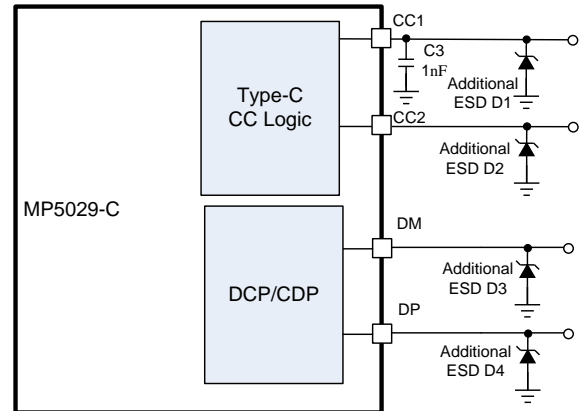 CC1
C3
1nF
Additional
ESD D1
Type-C
CC Logic
CC2
Additional
ESD D2
MP5029-C
DM
Additional
ESD D3
DCP/CDP
DP
Additional
ESD D4